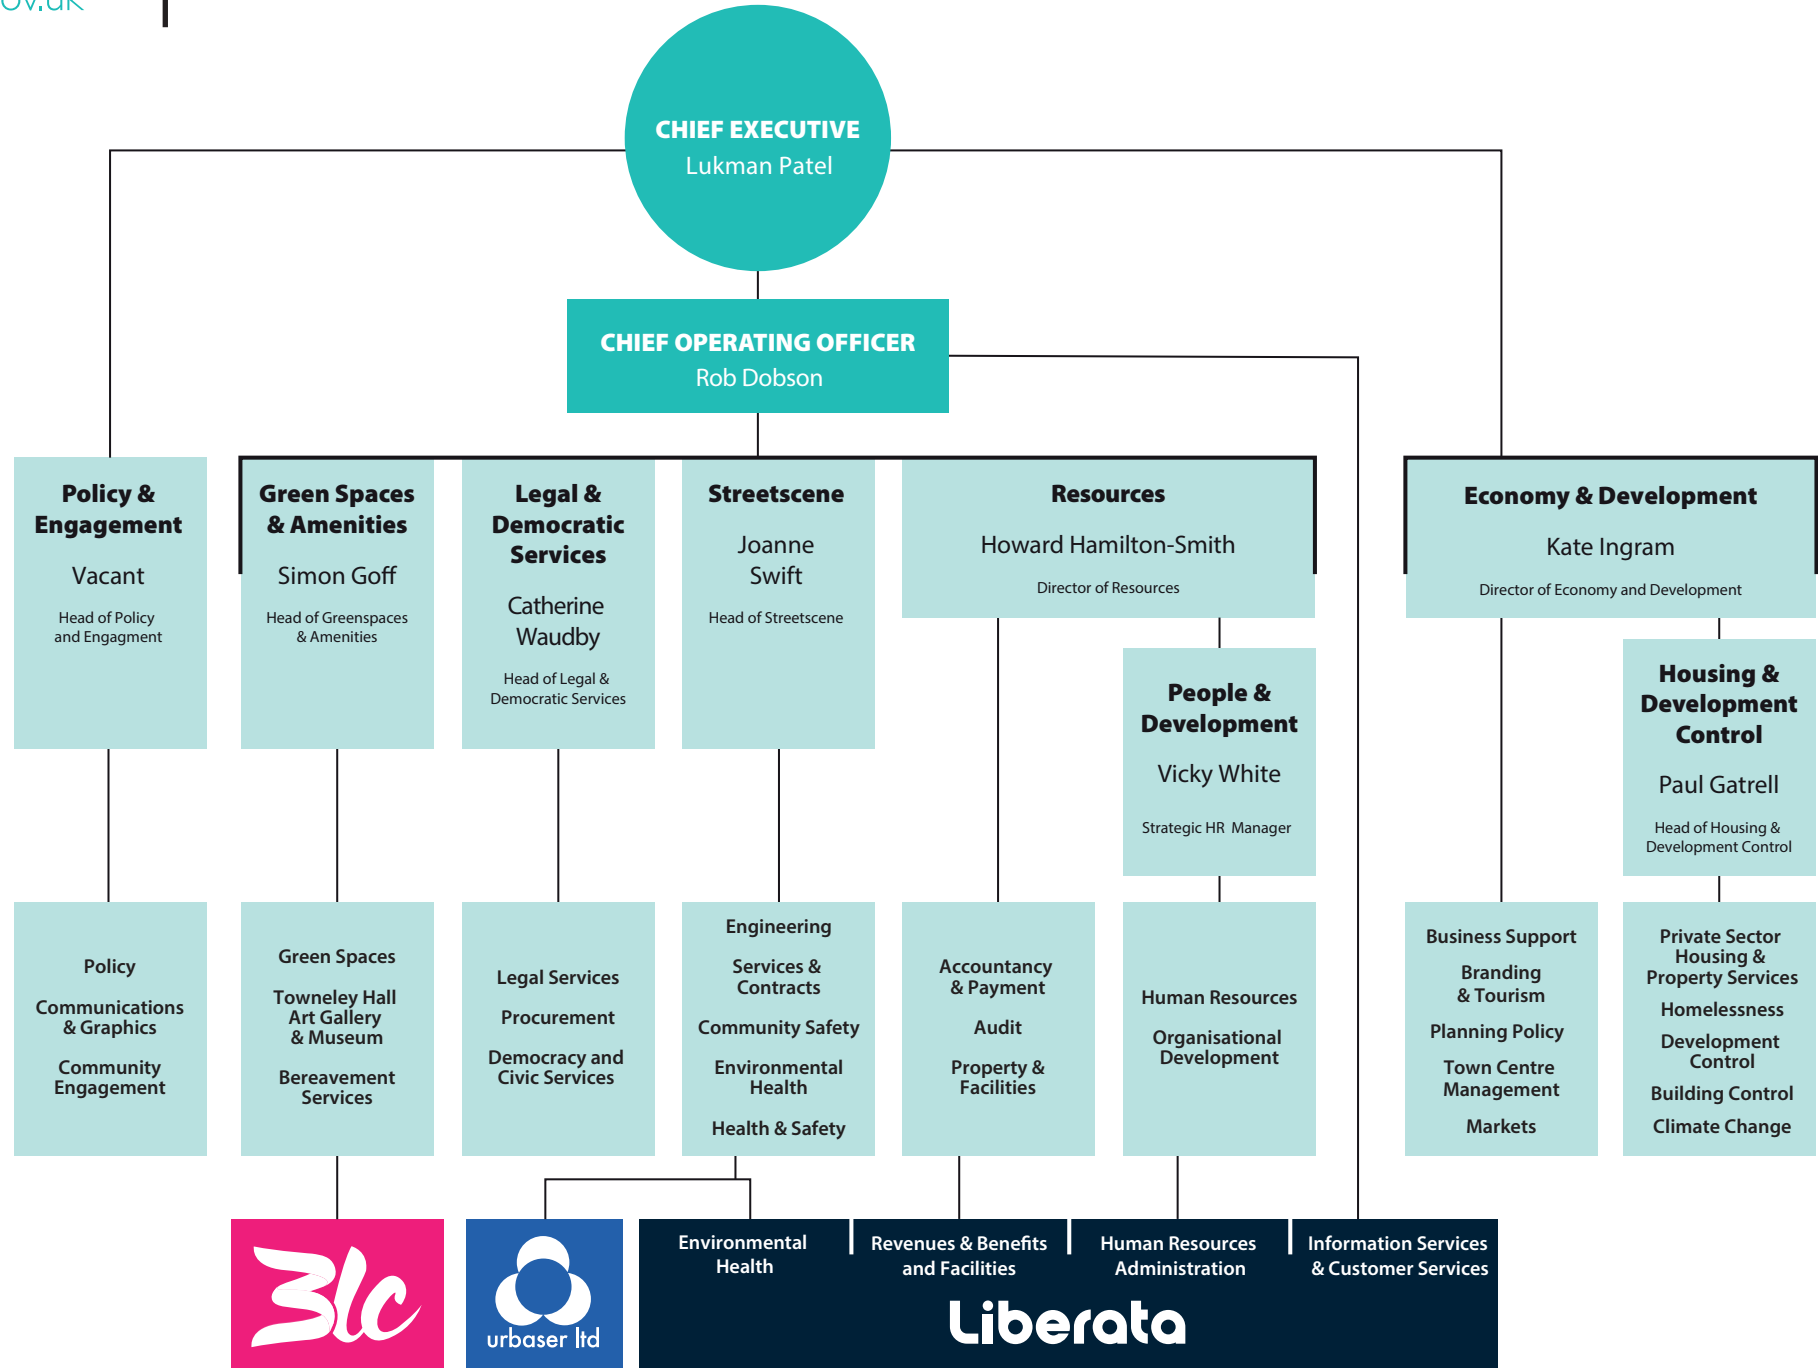 ov.uk
CHIEF EXECUTIVE
Lukman Patel
CHIEF OPERATING OFFICER
Rob Dobson
Policy &
Engagement
Vacant
Head of Policy
and Engagment
Green Spaces
& Amenities
Simon Goff
Head of Greenspaces
& Amenities
Legal &
Democratic
Services
Catherine
Waudby
Head of Legal &
Democratic Services
Streetscene
Joanne
Swift
Head of Streetscene
Resources
Howard Hamilton-Smith
Director of Resources
People &
Development
Vicky White
Strategic HR Manager
Economy & Development
Kate Ingram
Director of Economy and Development
Housing &
Development
Control
Paul Gatrell
Head of Housing &
Development Control
Policy
Communications
& Graphics
Community
Engagement
Green Spaces
Towneley Hall
Art Gallery
& Museum
Bereavement
Services
Legal Services
Procurement
Democracy and
Civic Services
Engineering
Services &
Contracts
Community Safety
Environmental
Health
Health & Safety
Accountancy
& Payment
Audit
Property &
Facilities
Human Resources
Organisational
Development
Business Support
Branding
& Tourism
Planning Policy
Town Centre
Management
Markets
Private Sector
Housing &
Property Services
Homelessness
Development
Control
Building Control
Climate Change
Blc
urbaser ltd
Environmental
Health
Revenues & Benefits
and Facilities
Human Resources
Administration
Information Services
& Customer Services
Liberata